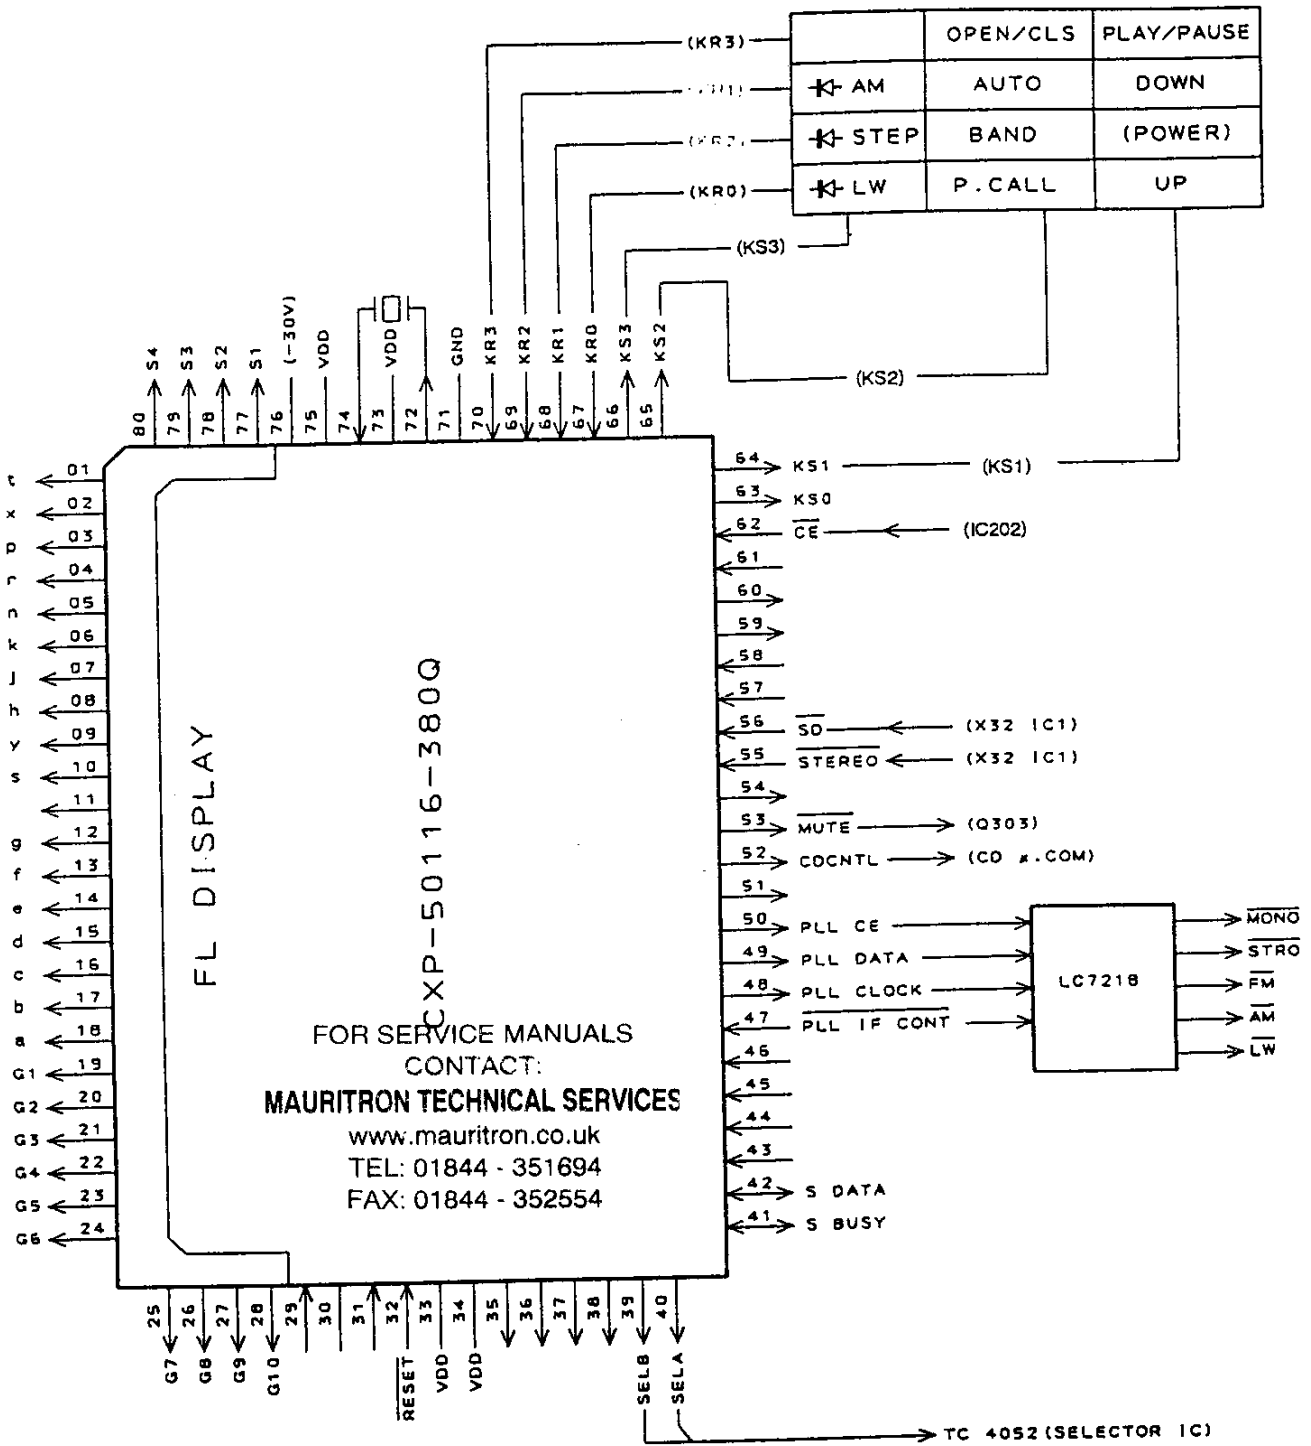 (KR3) OPEN/CLS PLAY/PAUSE
AM AUTO DOWN
STEP BAND (POWER)
(KR0) LW P.CALL UP
(KS3)
(KS2)
80 S4
79 S3
78 S2
77 S1
76 (-30V)
75 VDD
74
73 VDD
72
71 GND
70 KR3
69 KR2
68 KR1
67 KR0
66 KS3
65 KS2
t 01
x 02
p 03
r 04
n 05
k 06
j 07
h 08
y 09
s 10
11
g 12
f 13
e 14
d 15
c 16
b 17
a 18
G1 19
G2 20
G3 21
G4 22
G5 23
G6 24
FL DISPLAY
CXP-50116-380Q
FOR SERVICE MANUALS
CONTACT:
MAURITRON TECHNICAL SERVICES
www.mauritron.co.uk
TEL: 01844 - 351694
FAX: 01844 - 352554
64 KS1 (KS1)
63 KS0
62 CE (IC202)
61
60
59
58
57
56 SD (X32 IC1)
55 STEREO (X32 IC1)
54
53 MUTE (Q303)
52 CDCNTL (CD .COM)
51
50 PLL CE
49 PLL DATA
48 PLL CLOCK
47 PLL IF CONT
46
45
44
43
42 S DATA
41 S BUSY
LC7218
MONO
STRO
FM
AM
LW
25 G7
26 G8
27 G9
28 G10
29
30
31
32 RESET
33 VDD
34 VDD
35
36
37
38
39 SELB
40 SELA
TC 4052(SELECTOR IC)